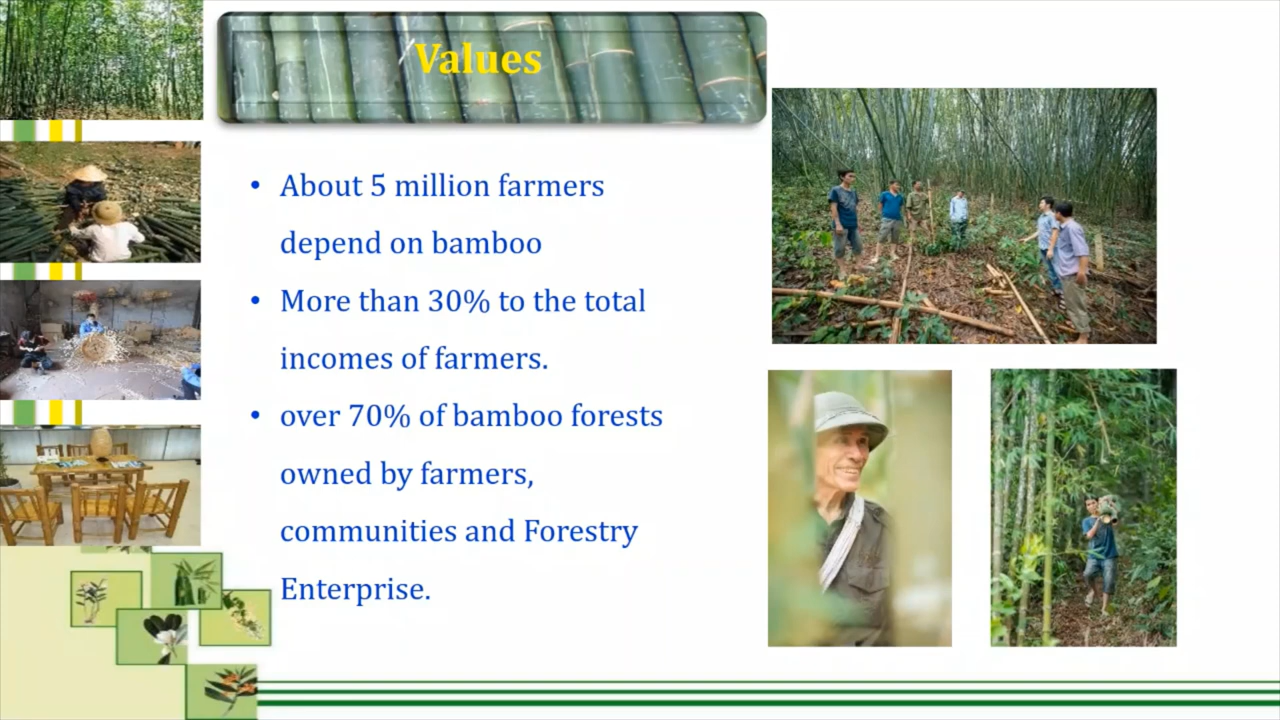 Values
• About 5 million farmers
depend on bamboo
• More than 30% to the total
incomes of farmers.
• over 70% of bamboo forests
owned by farmers,
communities and Forestry
Enterprise.